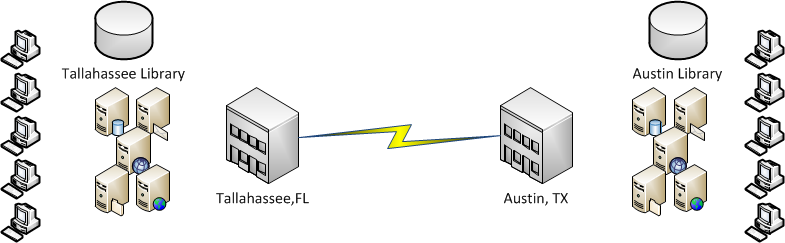 Tallahassee Library
Austin Library
Tallahassee,FL
Austin, TX